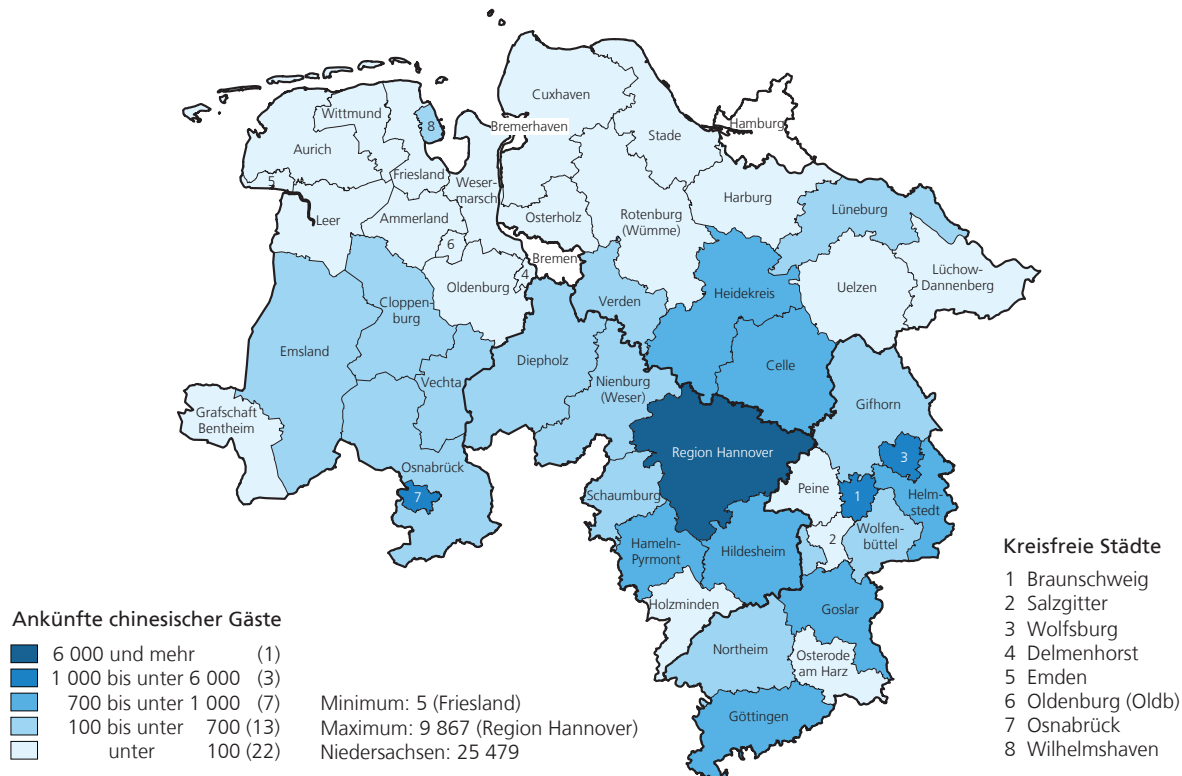 Cuxhaven
Wittmund
8
Bremerhaven
Hamburg
Stade
Aurich
Friesland
Weser-
marsch
5
Harburg
Lüneburg
Leer
Ammerland
Osterholz
Rotenburg
(Wümme)
6
Bremen
4
Lüchow-
Dannenberg
Oldenburg
Uelzen
Heidekreis
Verden
Cloppen-
burg
Emsland
Diepholz
Celle
Vechta
Nienburg
(Weser)
Gifhorn
Grafschaft
Bentheim
Region Hannover
3
Osnabrück
7
Schaumburg
Peine
1
Helm-
stedt
Wolfen-
büttel
2
Hameln-
Pyrmont
Hildesheim
Holzminden
Goslar
Northeim
Osterode
am Harz
Göttingen
Ankünfte chinesischer Gäste
6 000 und mehr (1)
1 000 bis unter 6 000 (3)
700 bis unter 1 000 (7)
100 bis unter 700 (13)
unter 100 (22)
Minimum: 5 (Friesland)
Maximum: 9 867 (Region Hannover)
Niedersachsen: 25 479
Kreisfreie Städte
1 Braunschweig
2 Salzgitter
3 Wolfsburg
4 Delmenhorst
5 Emden
6 Oldenburg (Oldb)
7 Osnabrück
8 Wilhelmshaven